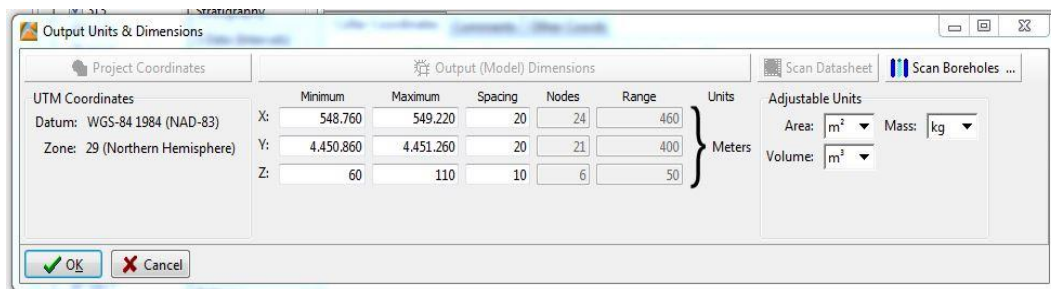 Stratigraphy
Output Units & Dimensions
Project Coordinates
Output (Model) Dimensions
Scan Datasheet
Scan Boreholes ...
UTM Coordinates
Datum: WGS-84 1984 (NAD-83)
Zone: 29 (Northern Hemisphere)
Minimum Maximum Spacing Nodes Range Units
X: 548.760 549.220 20 24 460
Y: 4.450.860 4.451.260 20 21 400 Meters
Z: 60 110 10 6 50
Adjustable Units
Area: m² Mass: kg
Volume: m³
OK Cancel